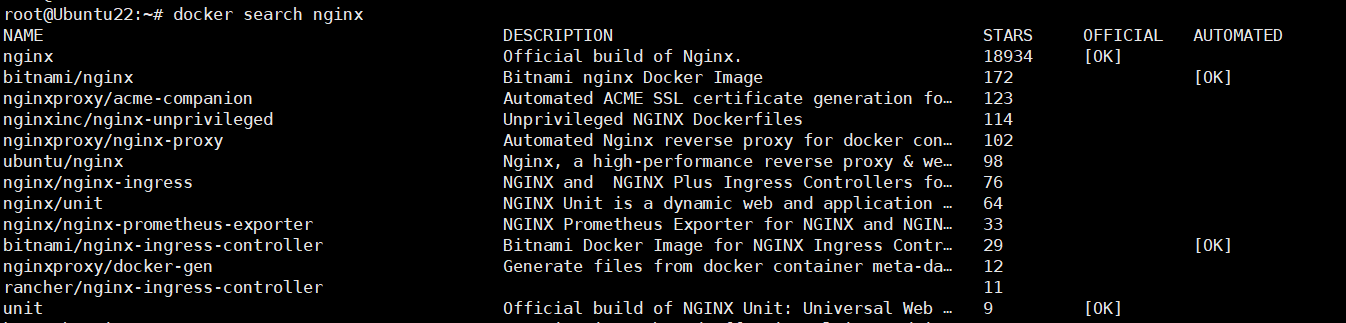 root@Ubuntu22:~# docker search nginx
NAME DESCRIPTION STARS OFFICIAL AUTOMATED
nginx Official build of Nginx. 18934 [OK]
bitnami/nginx Bitnami nginx Docker Image 172 [OK]
nginxproxy/acme-companion Automated ACME SSL certificate generation fo… 123
nginxinc/nginx-unprivileged Unprivileged NGINX Dockerfiles 114
nginxproxy/nginx-proxy Automated Nginx reverse proxy for docker con… 102
ubuntu/nginx Nginx, a high-performance reverse proxy & we… 98
nginx/nginx-ingress NGINX and  NGINX Plus Ingress Controllers fo… 76
nginx/unit NGINX Unit is a dynamic web and application … 64
nginx/nginx-prometheus-exporter NGINX Prometheus Exporter for NGINX and NGIN… 33
bitnami/nginx-ingress-controller Bitnami Docker Image for NGINX Ingress Contr… 29 [OK]
nginxproxy/docker-gen Generate files from docker container meta-da… 12
rancher/nginx-ingress-controller 11
unit Official build of NGINX Unit: Universal Web … 9 [OK]